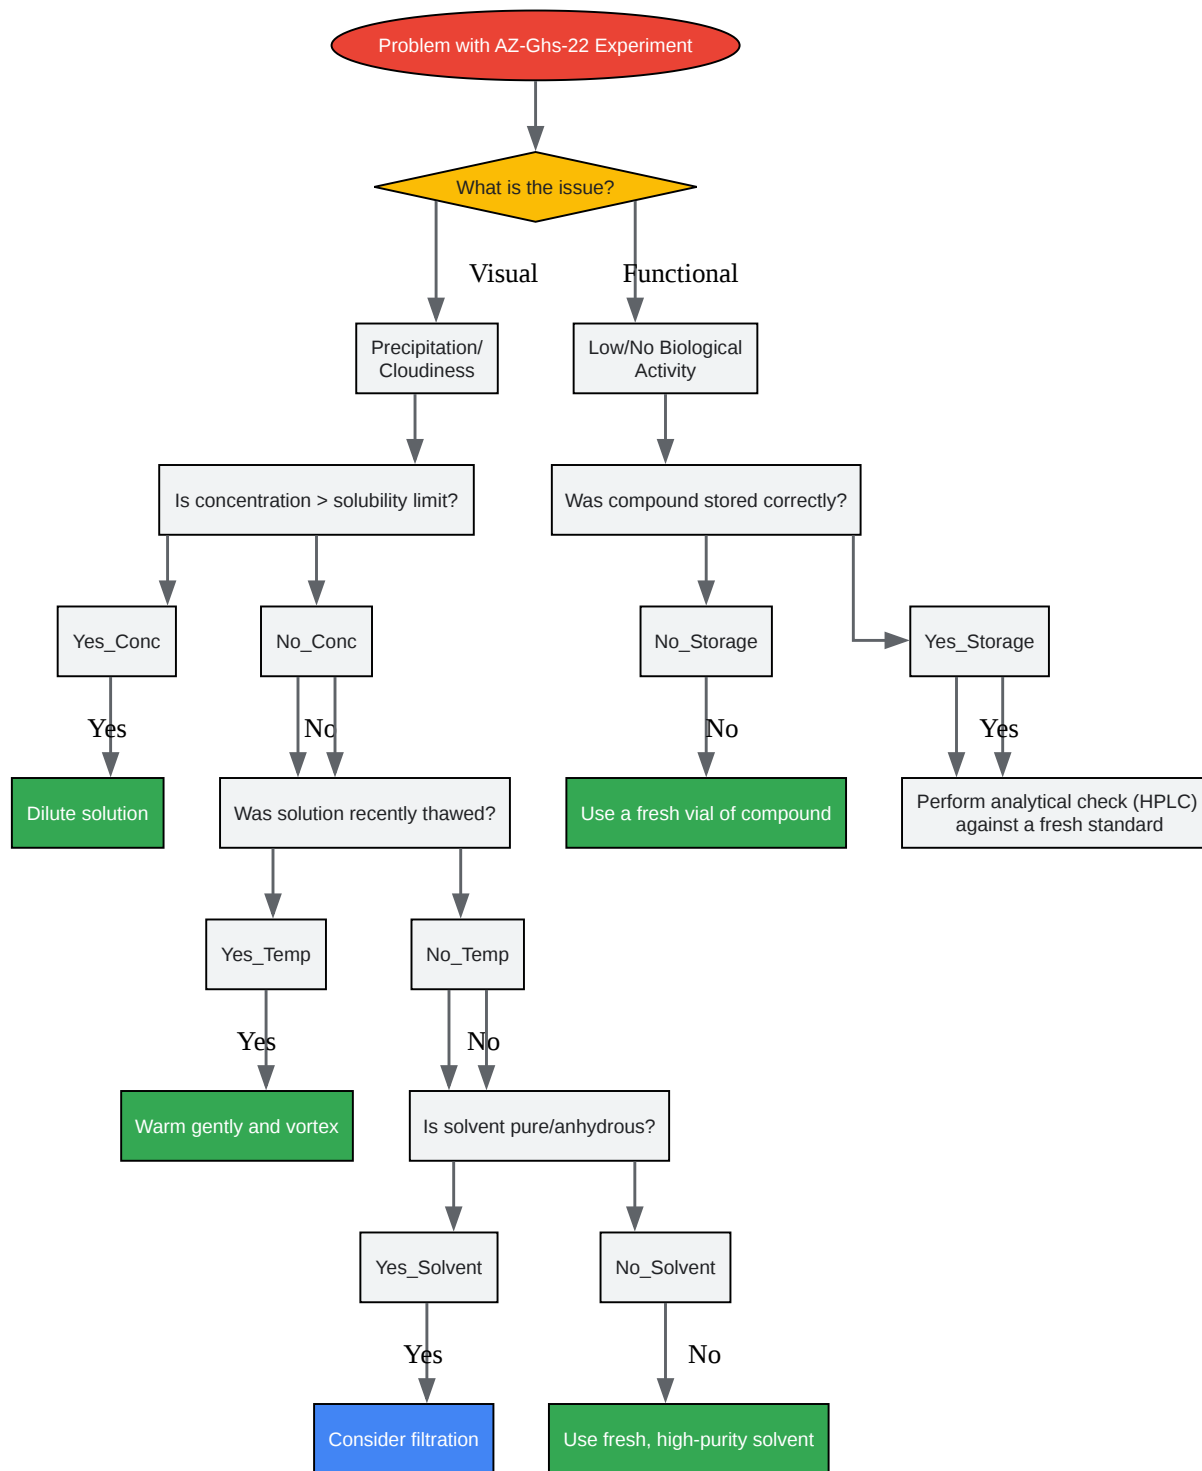 Problem with AZ-Ghs-22 Experiment
What is the issue?
Visual
Functional
Precipitation/
Cloudiness
Low/No Biological
Activity
Is concentration > solubility limit?
Was compound stored correctly?
Yes_Conc
No_Conc
No_Storage
Yes_Storage
Yes
No
No
Yes
Dilute solution
Was solution recently thawed?
Use a fresh vial of compound
Perform analytical check (HPLC)
against a fresh standard
Yes_Temp
No_Temp
Yes
No
Warm gently and vortex
Is solvent pure/anhydrous?
Yes_Solvent
No_Solvent
Yes
No
Consider filtration
Use fresh, high-purity solvent